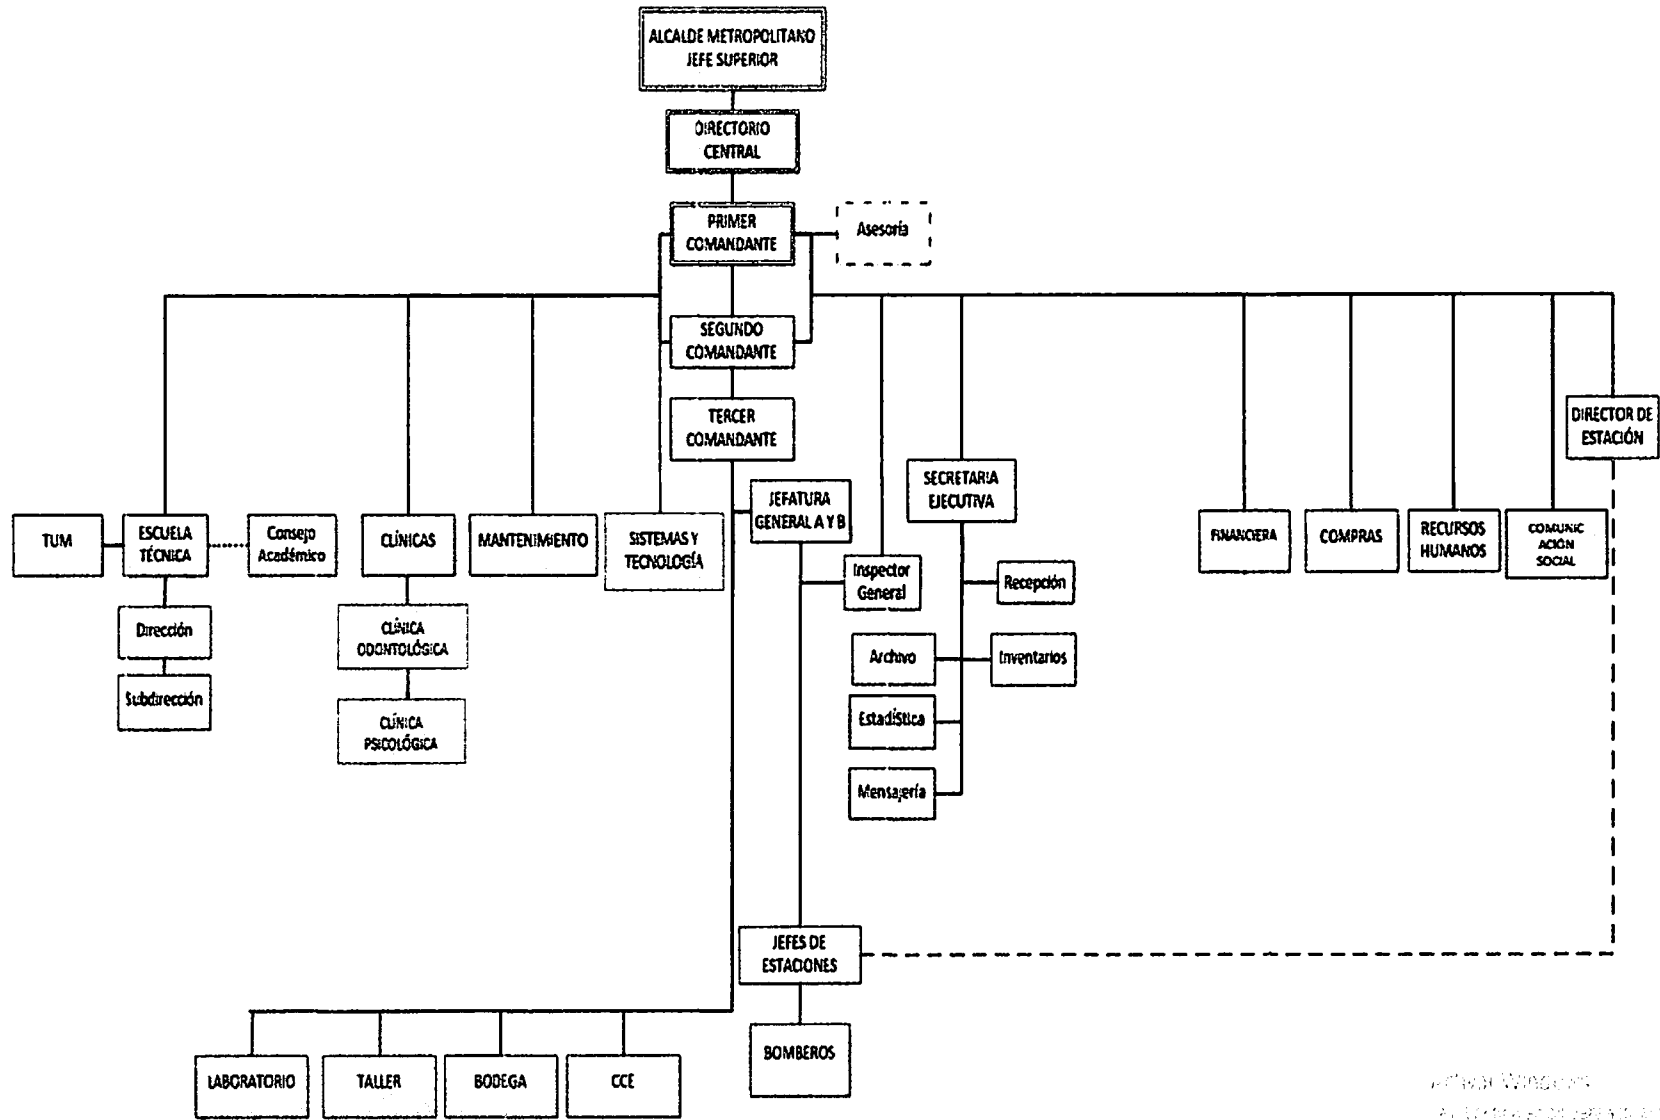 ALCALDE METROPOLITANO
JEFE SUPERIOR
DIRECTORIO
CENTRAL
PRIMER
COMANDANTE
Asesoría
SEGUNDO
COMANDANTE
TERCER
COMANDANTE
DIRECTOR DE
ESTACIÓN
JEFATURA
GENERAL A Y B
SECRETARIA
EJECUTIVA
TUM
ESCUELA
TÉCNICA
Consejo
Académico
CLÍNICAS
MANTENIMIENTO
SISTEMAS Y
TECNOLOGÍA
FINANCIERA
COMPRAS
RECURSOS
HUMANOS
COMUNIC
ACIÓN
SOCIAL
Inspector
General
Recepción
Dirección
CLÍNICA
ODONTOLÓGICA
Archivo
Inventarios
Subdirección
CLÍNICA
PSICOLÓGICA
Estadística
Mensajería
JEFES DE
ESTACIONES
BOMBEROS
LABORATORIO
TALLER
BODEGA
CCE
Activar Windows